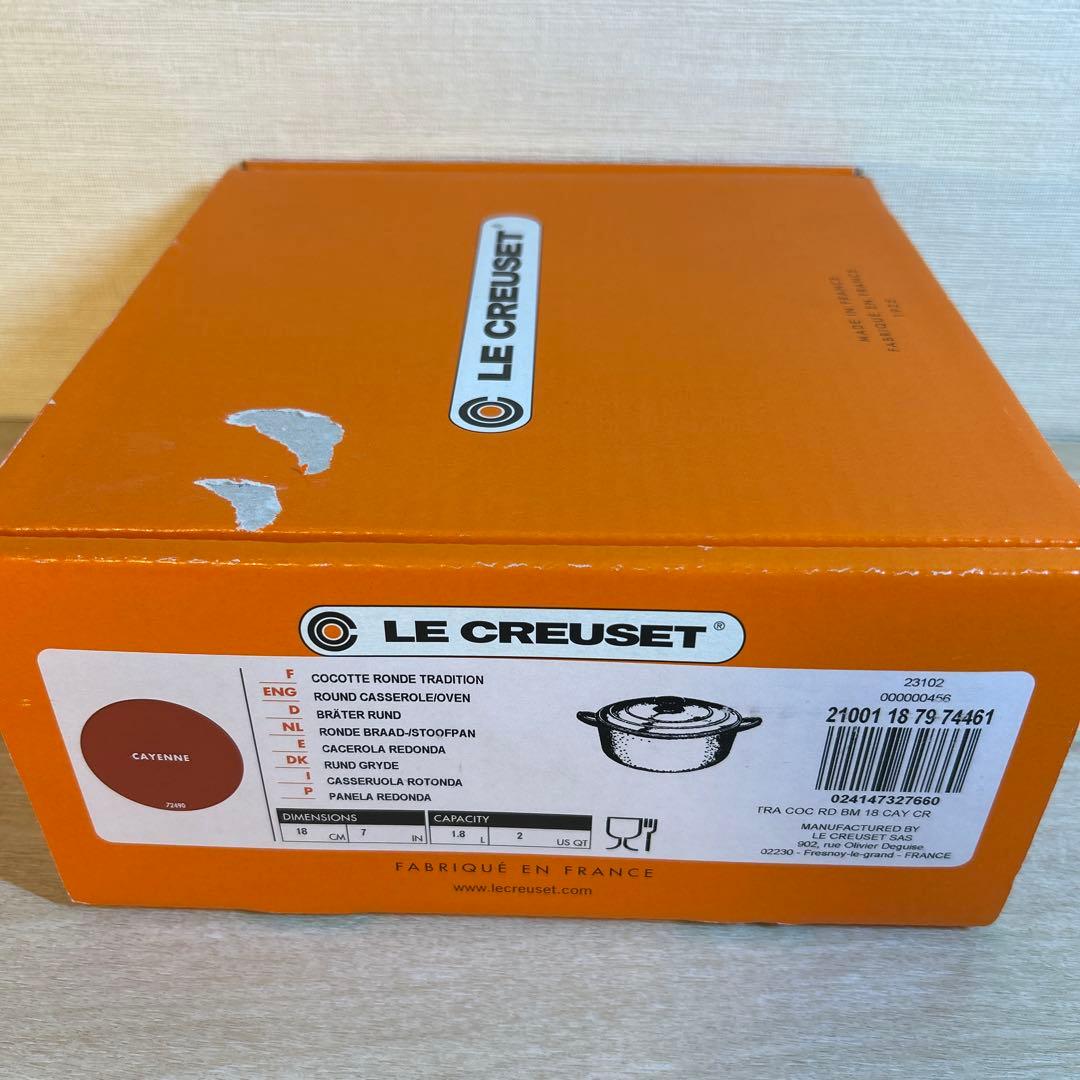 LE CREUSET®
MADE IN FRANCE
FABRIQUÉ EN FRANCE
1925
LE CREUSET®
CAYENNE
72490
F COCOTTE RONDE TRADITION
ENG ROUND CASSEROLE/OVEN
D BRÄTER RUND
NL RONDE BRAAD-/STOOFPAN
E CACEROLA REDONDA
DK RUND GRYDE
I CASSERUOLA ROTONDA
P PANELA REDONDA
DIMENSIONS CAPACITY
18 CM 7 IN 1.8 L 2 US QT
23102
000000456
21001 18 79 74461
024147327660
TRA COC RD BM 18 CAY CR
MANUFACTURED BY
LE CREUSET SAS
902, rue Olivier Deguise
02230 - Fresnoy-le-grand - FRANCE
FABRIQUÉ EN FRANCE
www.lecreuset.com